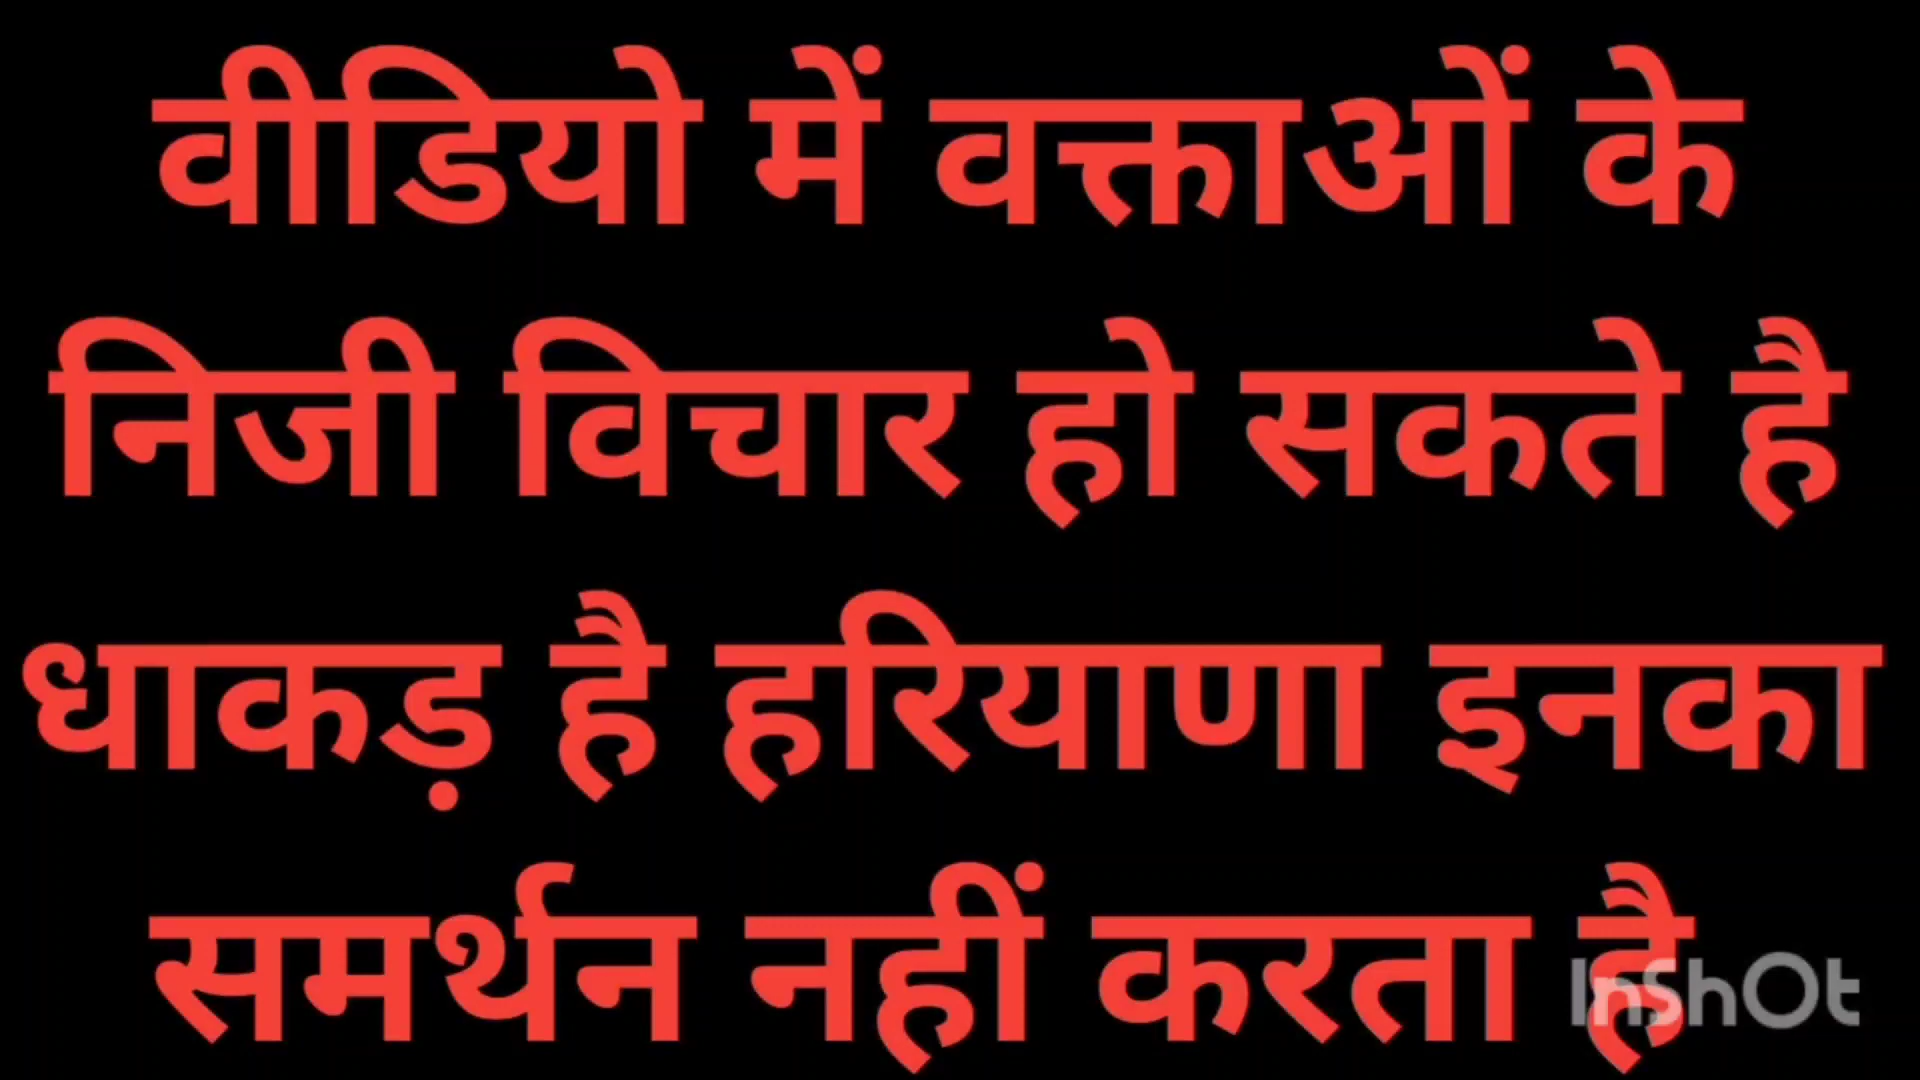 वीडियो में वक्ताओं के
निजी विचार हो सकते है
धाकड़ है हरियाणा इनका
समर्थन नहीं करता है
InShOt